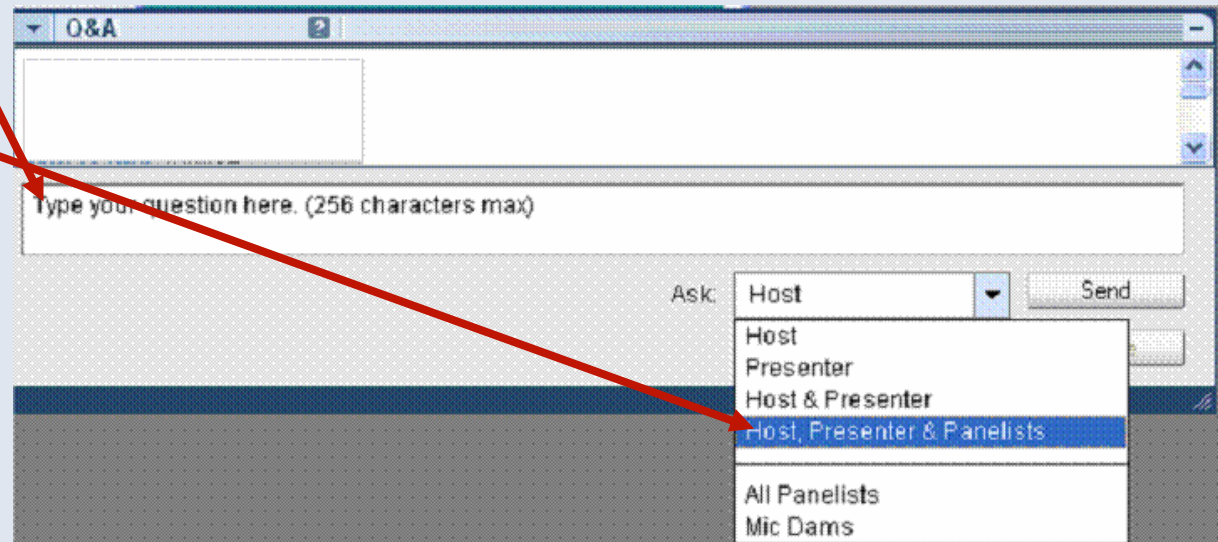 Q&A
?
Type your question here. (256 characters max)
Ask: Host Send
Host
Presenter
Host & Presenter
Host, Presenter & Panelists
All Panelists
Mic Dams